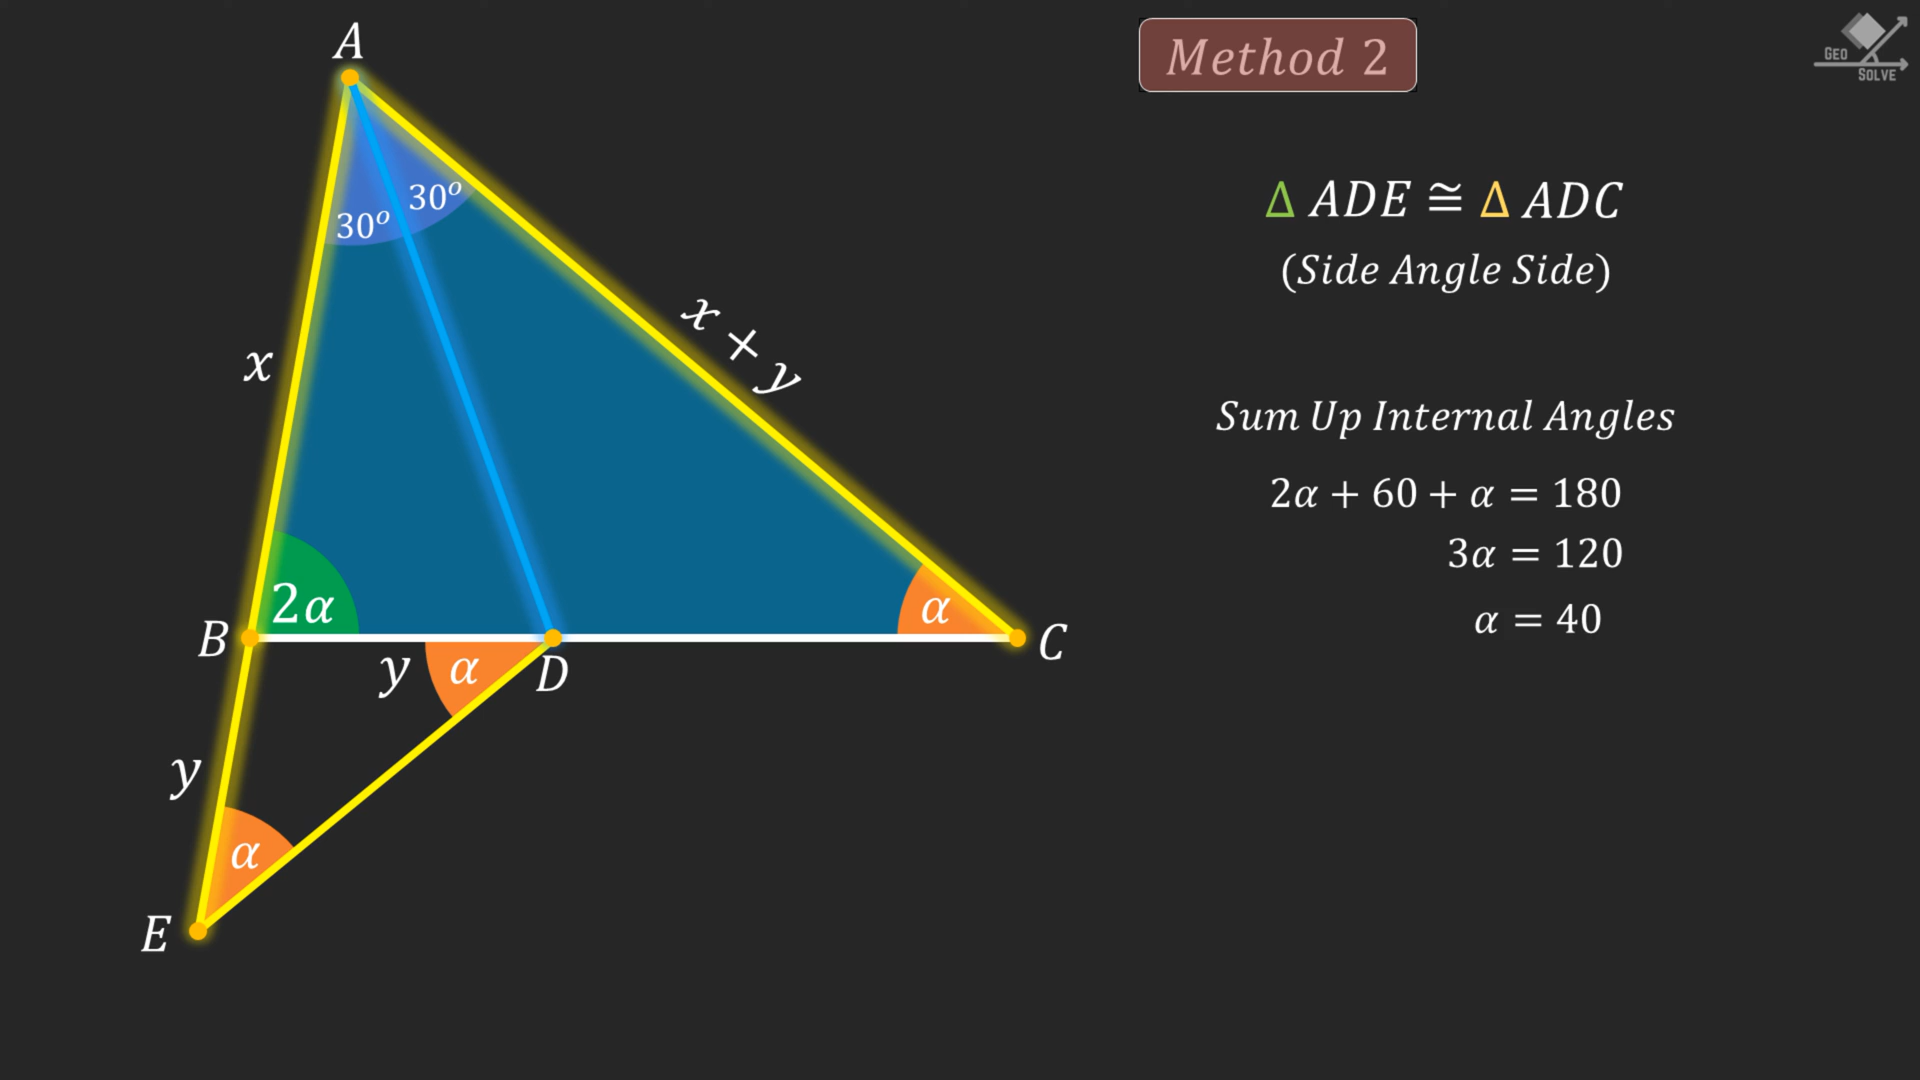 A
Method 2
GEO
SOLVE
30°
30°
Δ ADE ≅ Δ ADC
(Side Angle Side)
x + y
x
Sum Up Internal Angles
2α + 60 + α = 180
3α = 120
α = 40
2α
α
B
C
y
α
D
y
α
E